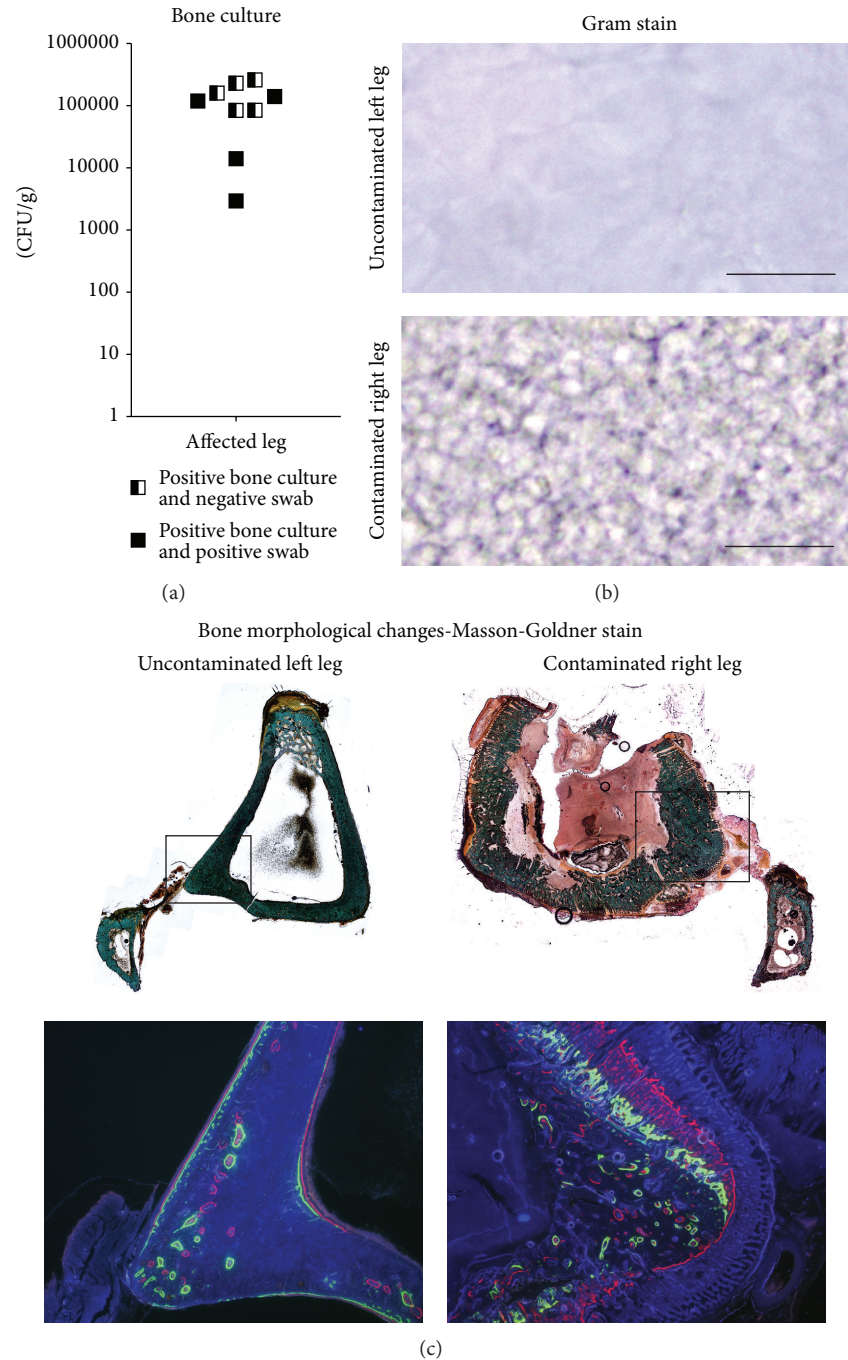 Bone culture
1000000
100000
10000
1000
100
10
1
(CFU/g)
Affected leg
Positive bone culture
and negative swab
Positive bone culture
and positive swab
(a)
Gram stain
Uncontaminated left leg
Contaminated right leg
(b)
Bone morphological changes-Masson-Goldner stain
Uncontaminated left leg
Contaminated right leg
(c)